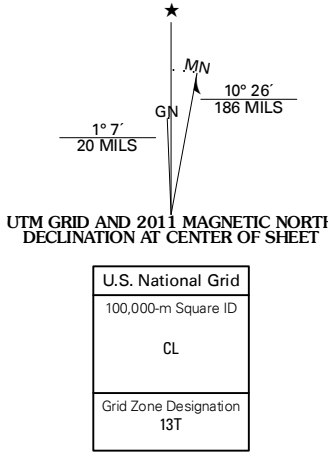 ★
MN
GN
10° 26´
186 MILS
1° 7´
20 MILS
UTM GRID AND 2011 MAGNETIC NORTH
DECLINATION AT CENTER OF SHEET
U.S. National Grid
100,000-m Square ID
CL
Grid Zone Designation
13T